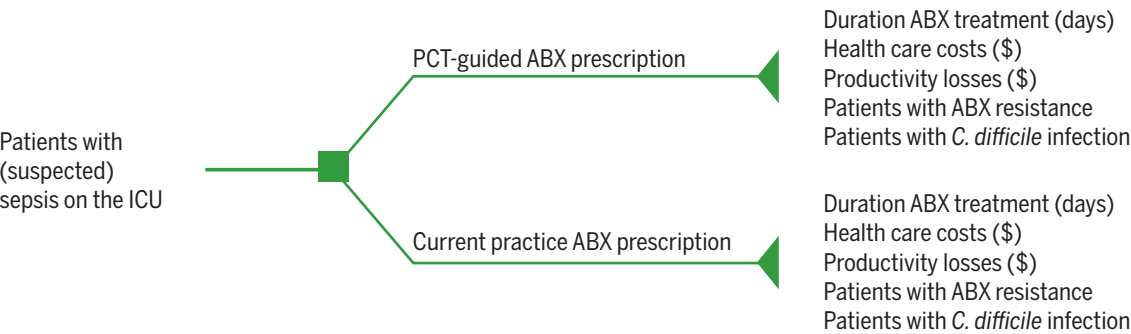 Patients with
(suspected)
sepsis on the ICU
PCT-guided ABX prescription
Duration ABX treatment (days)
Health care costs ($)
Productivity losses ($)
Patients with ABX resistance
Patients with C. difficile infection
Current practice ABX prescription
Duration ABX treatment (days)
Health care costs ($)
Productivity losses ($)
Patients with ABX resistance
Patients with C. difficile infection